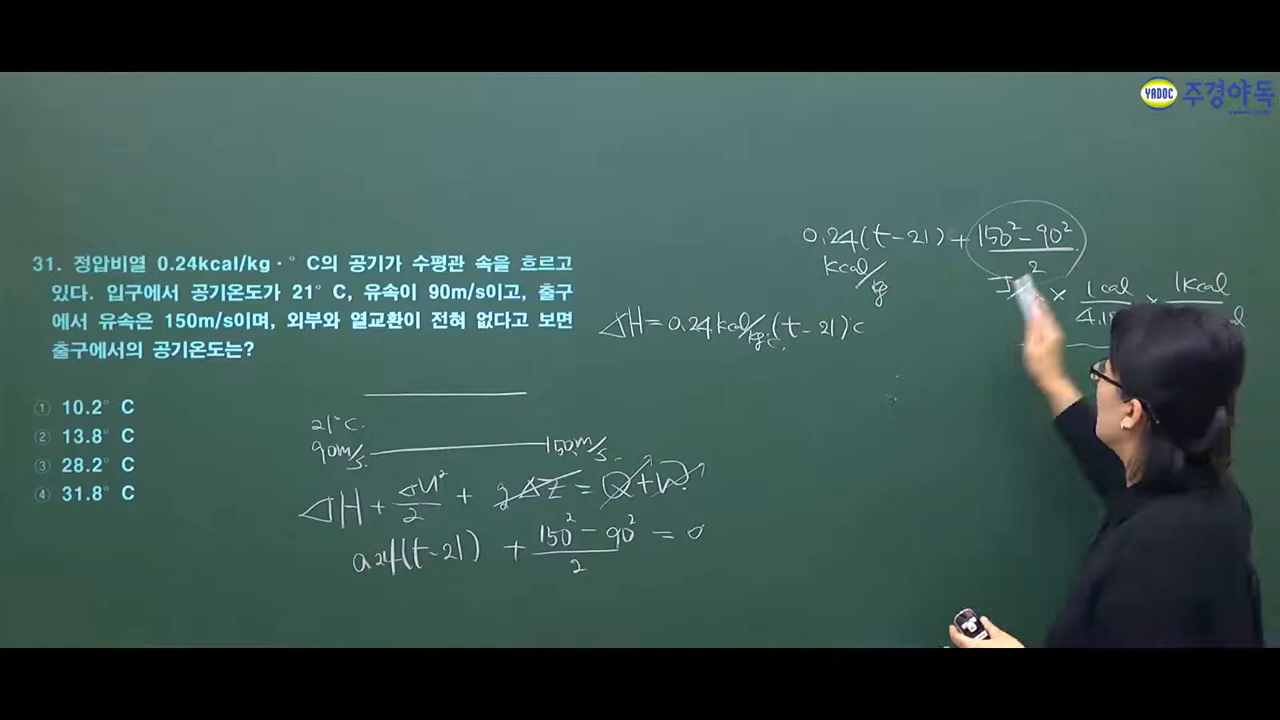 YADOC 주경야독
31. 정압비열 0.24kcal/kg·° C의 공기가 수평관 속을 흐르고
있다. 입구에서 공기온도가 21° C, 유속이 90m/s이고, 출구
에서 유속은 150m/s이며, 외부와 열교환이 전혀 없다고 보면
출구에서의 공기온도는?
① 10.2° C
② 13.8° C
③ 28.2° C
④ 31.8° C
21°C.
90m/s. 150m/s.
ΔH + Δu²/2 + gΔZ = Q + W
0.24(t-21) + (150² - 90²)/2 = 0
0.24(t-21) + (150² - 90²)/2
kcal/kg
J × 1cal/4.18 × 1kcal
ΔH = 0.24 kcal/kg°C (t-21)°C